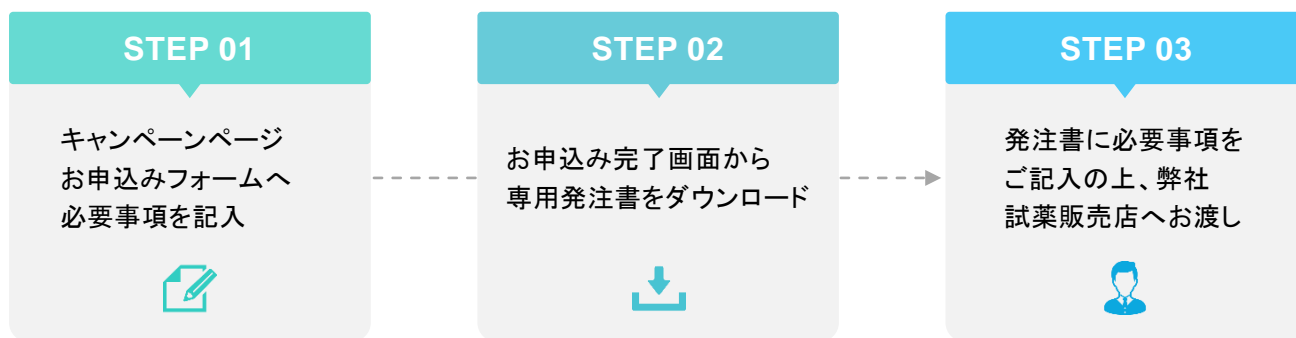 STEP 01
キャンペーンページ
お申込みフォームへ
必要事項を記入
STEP 02
お申込み完了画面から
専用発注書をダウンロード
STEP 03
発注書に必要事項を
ご記入の上、弊社
試薬販売店へお渡し